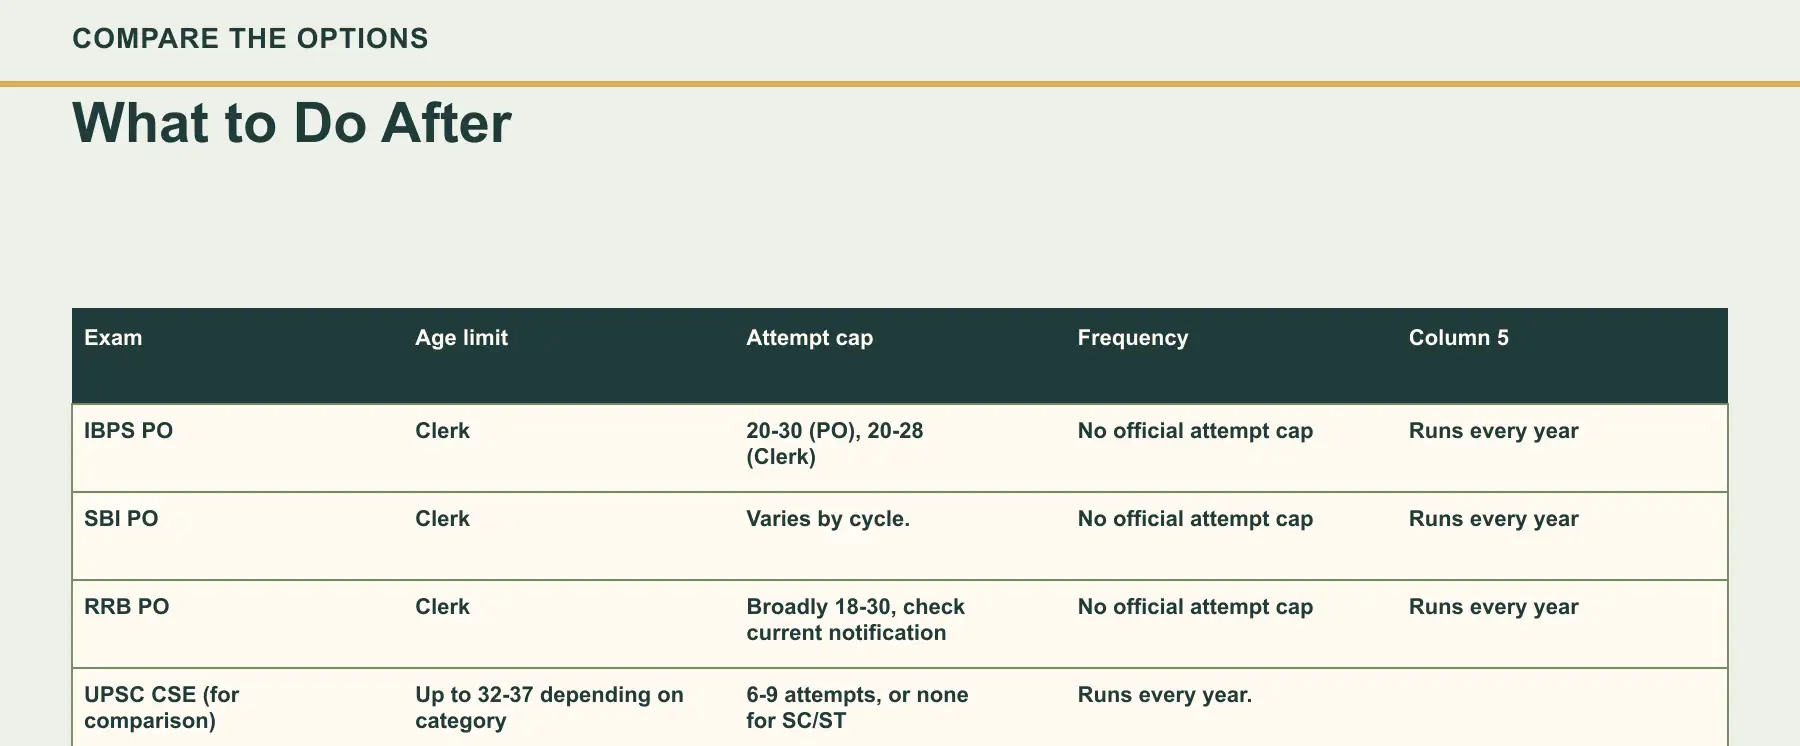 COMPARE THE OPTIONS
What to Do After
Exam Age limit Attempt cap Frequency Column 5
IBPS PO Clerk 20-30 (PO), 20-28 No official attempt cap Runs every year
(Clerk)
SBI PO Clerk Varies by cycle. No official attempt cap Runs every year
RRB PO Clerk Broadly 18-30, check No official attempt cap Runs every year
current notification
UPSC CSE (for Up to 32-37 depending on 6-9 attempts, or none Runs every year.
comparison) category for SC/ST